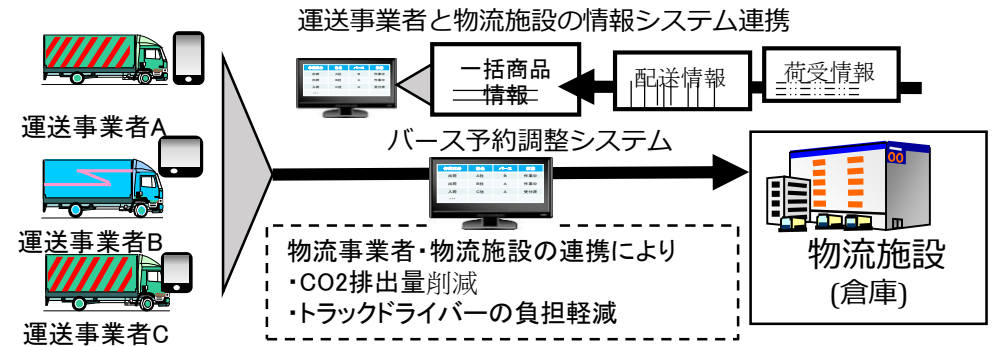 運送事業者と物流施設の情報システム連携
一括商品
情報
配送情報
荷受情報
運送事業者A
バース予約調整システム
運送事業者B
物流事業者・物流施設の連携により
・CO2排出量削減
・トラックドライバーの負担軽減
運送事業者C
物流施設
(倉庫)